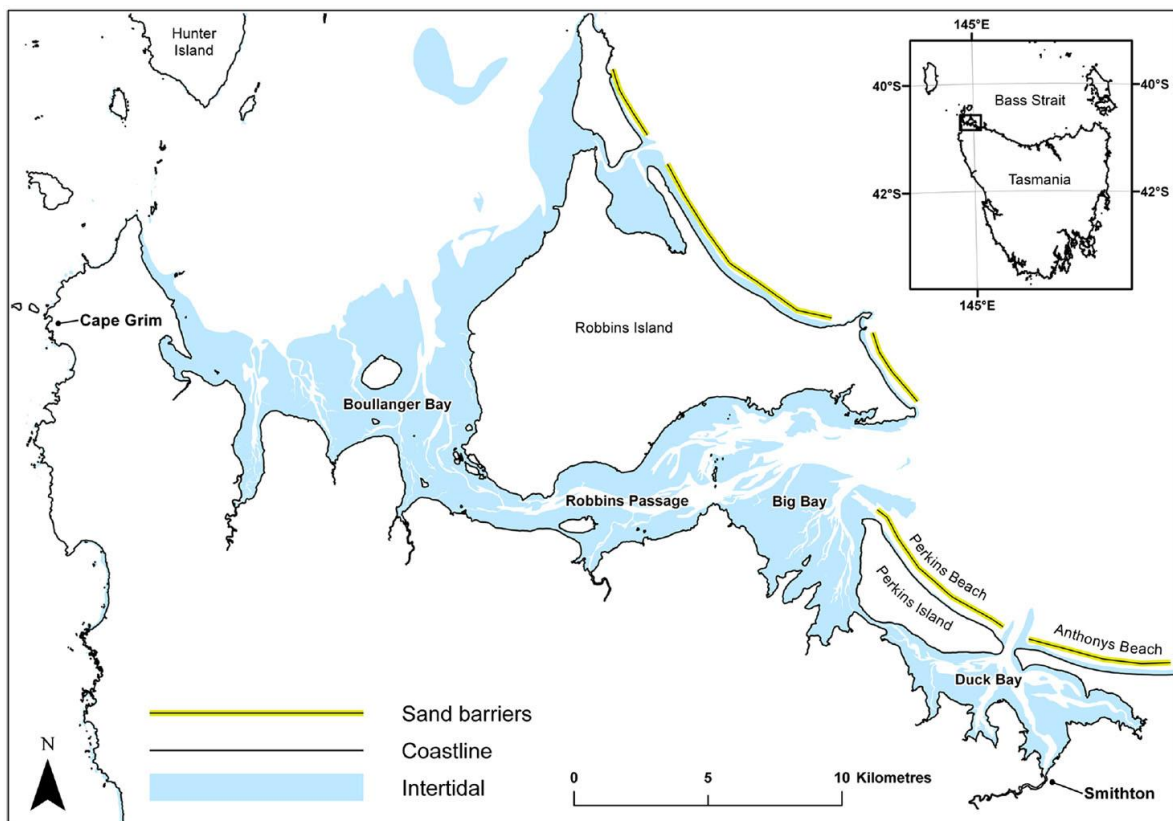 Hunter
Island
145°E
40°S
40°S
Bass Strait
Tasmania
42°S
42°S
145°E
Cape Grim
Robbins Island
Boullanger Bay
Robbins Passage
Big Bay
Perkins Beach
Perkins Island
Anthonys Beach
Duck Bay
Sand barriers
Coastline
Intertidal
N
0 5 10 Kilometres
Smithton